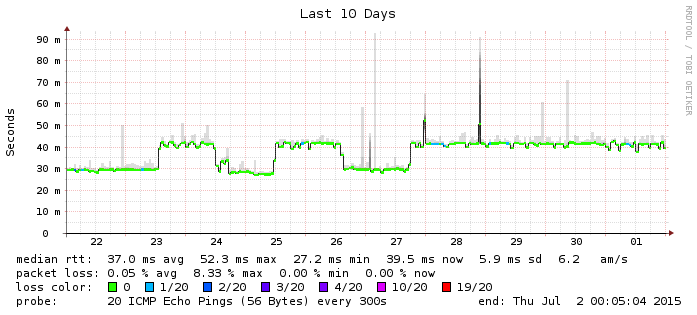 Last 10 Days
RRDTOOL / TOBI OETIKER
Seconds
90 m
80 m
70 m
60 m
50 m
40 m
30 m
20 m
10 m
0
22 23 24 25 26 27 28 29 30 01
median rtt: 37.0 ms avg 52.3 ms max 27.2 ms min 39.5 ms now 5.9 ms sd 6.2 am/s
packet loss: 0.05 % avg 8.33 % max 0.00 % min 0.00 % now
loss color: 0 1/20 2/20 3/20 4/20 10/20 19/20
probe: 20 ICMP Echo Pings (56 Bytes) every 300s end: Thu Jul 2 00:05:04 2015